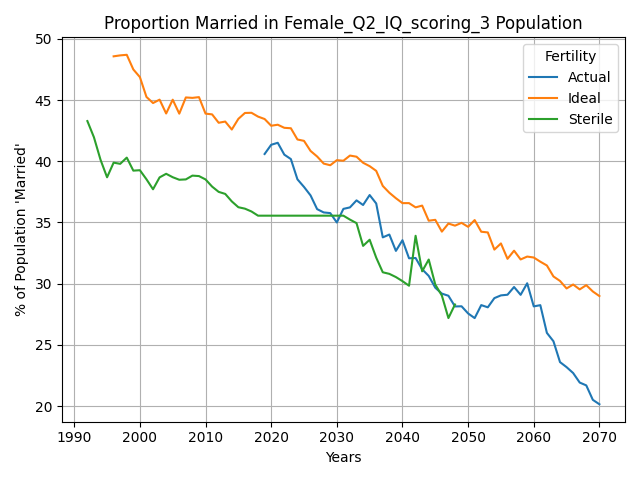 Proportion Married in Female_Q2_IQ_scoring_3 Population
% of Population 'Married'
50
45
40
35
30
25
20
Fertility
Actual
Ideal
Sterile
1990 2000 2010 2020 2030 2040 2050 2060 2070
Years